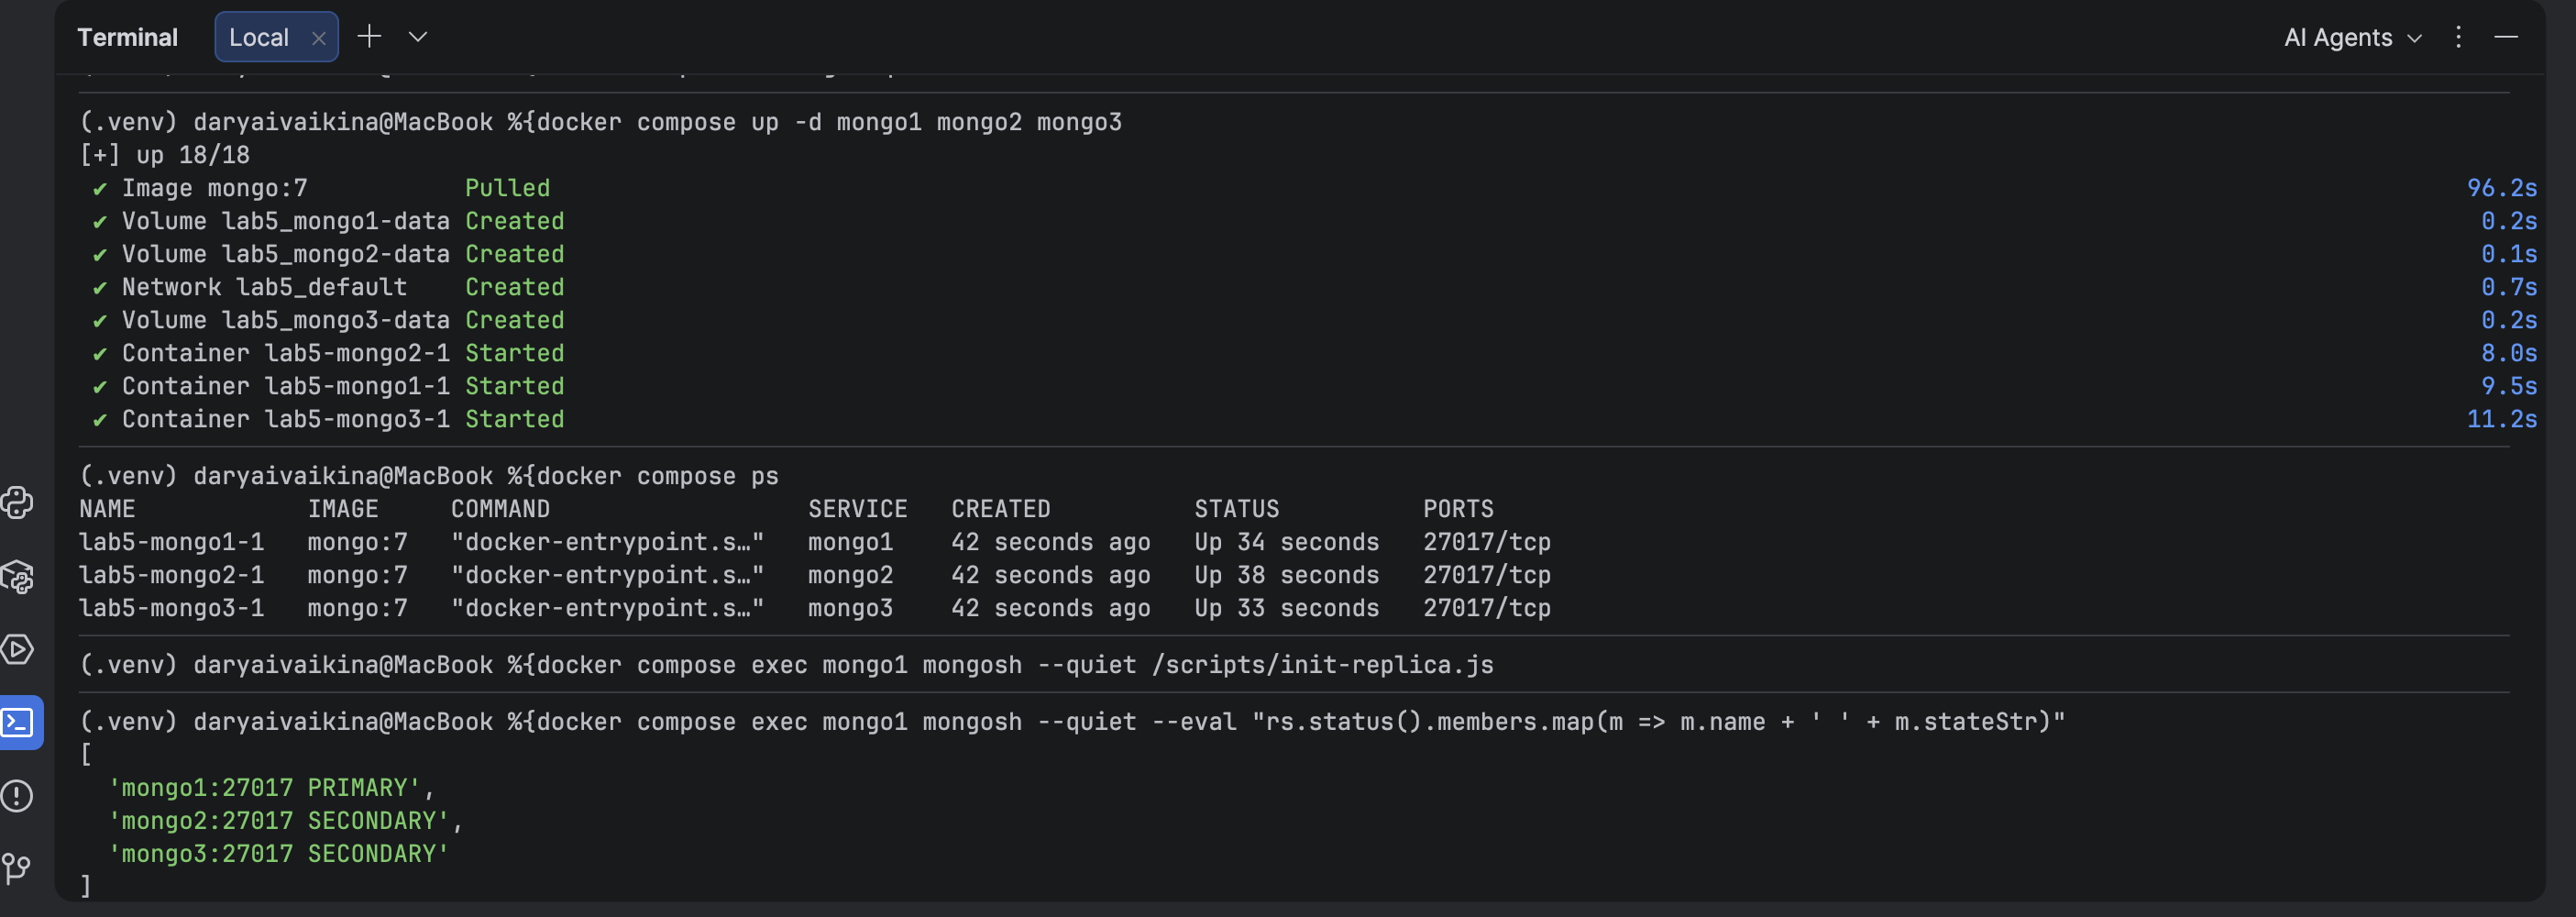 Terminal Local AI Agents
(.venv) daryaivaikina@MacBook %{docker compose up -d mongo1 mongo2 mongo3
[+] up 18/18
✔ Image mongo:7 Pulled 96.2s
✔ Volume lab5_mongo1-data Created 0.2s
✔ Volume lab5_mongo2-data Created 0.1s
✔ Network lab5_default Created 0.7s
✔ Volume lab5_mongo3-data Created 0.2s
✔ Container lab5-mongo2-1 Started 8.0s
✔ Container lab5-mongo1-1 Started 9.5s
✔ Container lab5-mongo3-1 Started 11.2s
(.venv) daryaivaikina@MacBook %{docker compose ps
NAME IMAGE COMMAND SERVICE CREATED STATUS PORTS
lab5-mongo1-1 mongo:7 "docker-entrypoint.s…" mongo1 42 seconds ago Up 34 seconds 27017/tcp
lab5-mongo2-1 mongo:7 "docker-entrypoint.s…" mongo2 42 seconds ago Up 38 seconds 27017/tcp
lab5-mongo3-1 mongo:7 "docker-entrypoint.s…" mongo3 42 seconds ago Up 33 seconds 27017/tcp
(.venv) daryaivaikina@MacBook %{docker compose exec mongo1 mongosh --quiet /scripts/init-replica.js
(.venv) daryaivaikina@MacBook %{docker compose exec mongo1 mongosh --quiet --eval "rs.status().members.map(m => m.name + ' ' + m.stateStr)"
[
'mongo1:27017 PRIMARY',
'mongo2:27017 SECONDARY',
'mongo3:27017 SECONDARY'
]